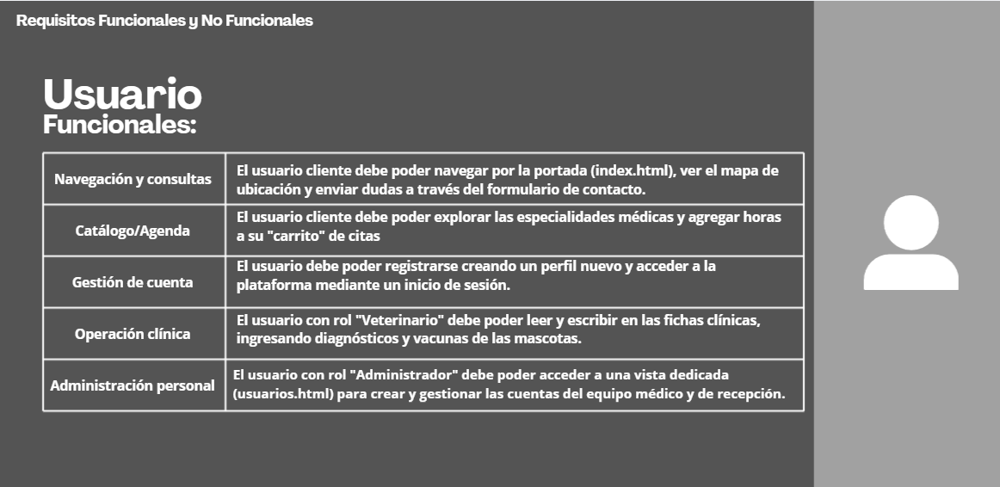 Requisitos Funcionales y No Funcionales
Usuario
Funcionales:
Navegación y consultas
El usuario cliente debe poder navegar por la portada (index.html), ver el mapa de
ubicación y enviar dudas a través del formulario de contacto.
Catálogo/Agenda
El usuario cliente debe poder explorar las especialidades médicas y agregar horas
a su "carrito" de citas
Gestión de cuenta
El usuario debe poder registrarse creando un perfil nuevo y acceder a la
plataforma mediante un inicio de sesión.
Operación clínica
El usuario con rol "Veterinario" debe poder leer y escribir en las fichas clínicas,
ingresando diagnósticos y vacunas de las mascotas.
Administración personal
El usuario con rol "Administrador" debe poder acceder a una vista dedicada
(usuarios.html) para crear y gestionar las cuentas del equipo médico y de recepción.